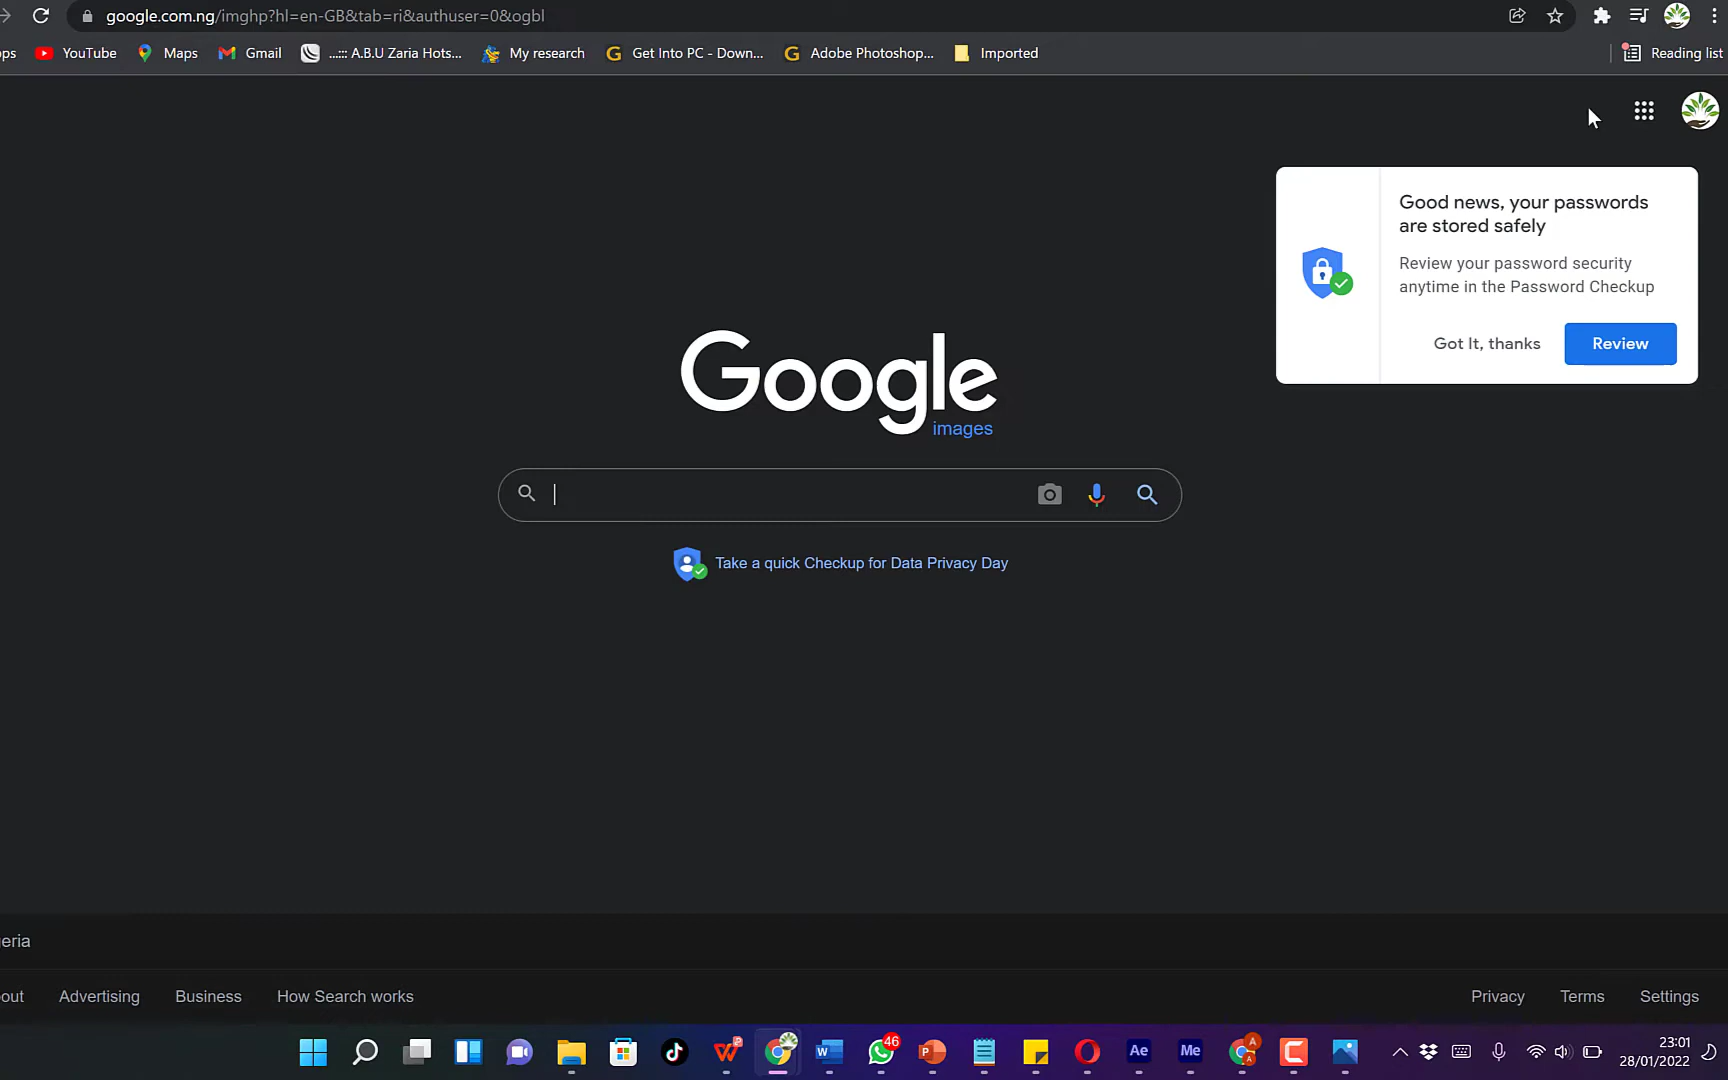 google.com.ng/imghp?hl=en-GB&tab=ri&authuser=0&ogbl
ps YouTube Maps Gmail ...::: A.B.U Zaria Hots... My research Get Into PC - Down... Adobe Photoshop... Imported Reading list
Good news, your passwords
are stored safely
Review your password security
anytime in the Password Checkup
Got It, thanks Review
Google
images
Take a quick Checkup for Data Privacy Day
eria
out Advertising Business How Search works Privacy Terms Settings
W 46 P Ae Me A C
W
23:01
28/01/2022